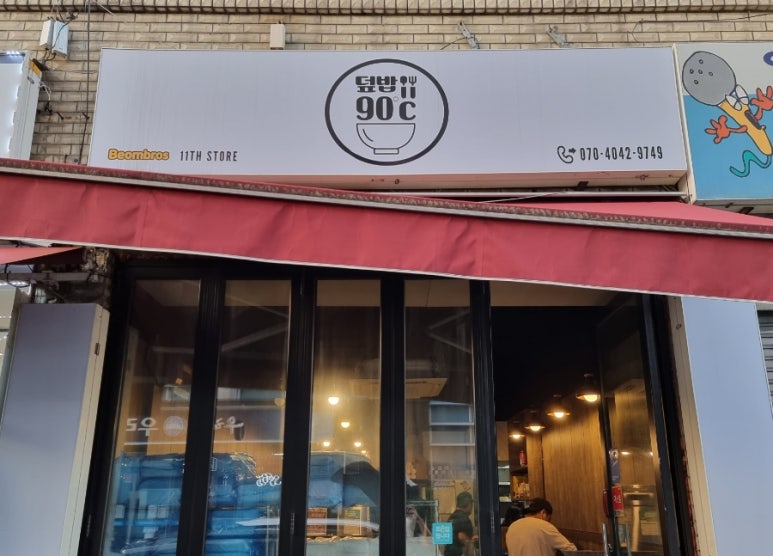 덮밥
90℃
Beombros 11TH STORE
070-4042-9749